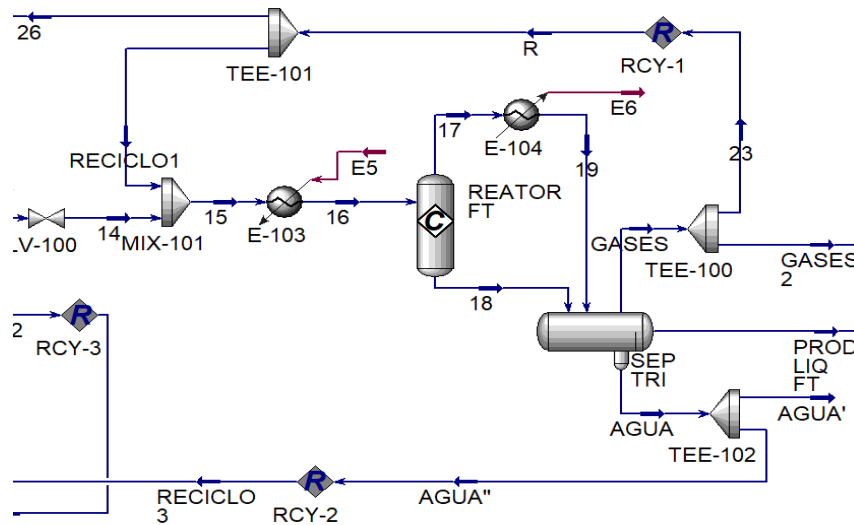 26
TEE-101
R
RCY-1
17
E-104
E6
19
23
RECICLO1
E5
15
E-103
16
C
REATOR
FT
LV-100
14
MIX-101
GASES
TEE-100
GASES
2
18
2
R
RCY-3
SEP
TRI
PROD
LIQ
FT
AGUA
AGUA'
TEE-102
RECICLO
3
R
RCY-2
AGUA"
R